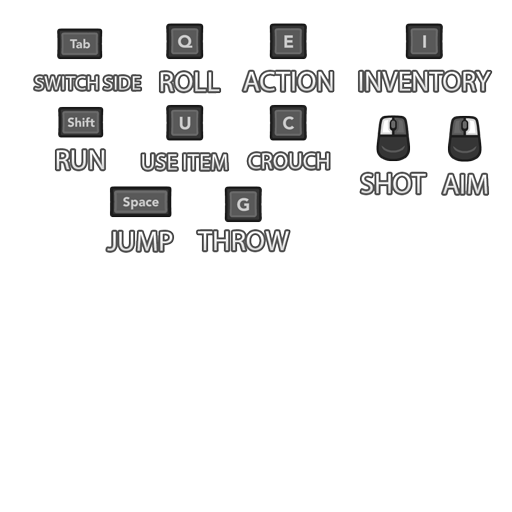 Tab Q E I
SWITCH SIDE ROLL ACTION INVENTORY
Shift U C
RUN USE ITEM CROUCH SHOT AIM
Space G
JUMP THROW